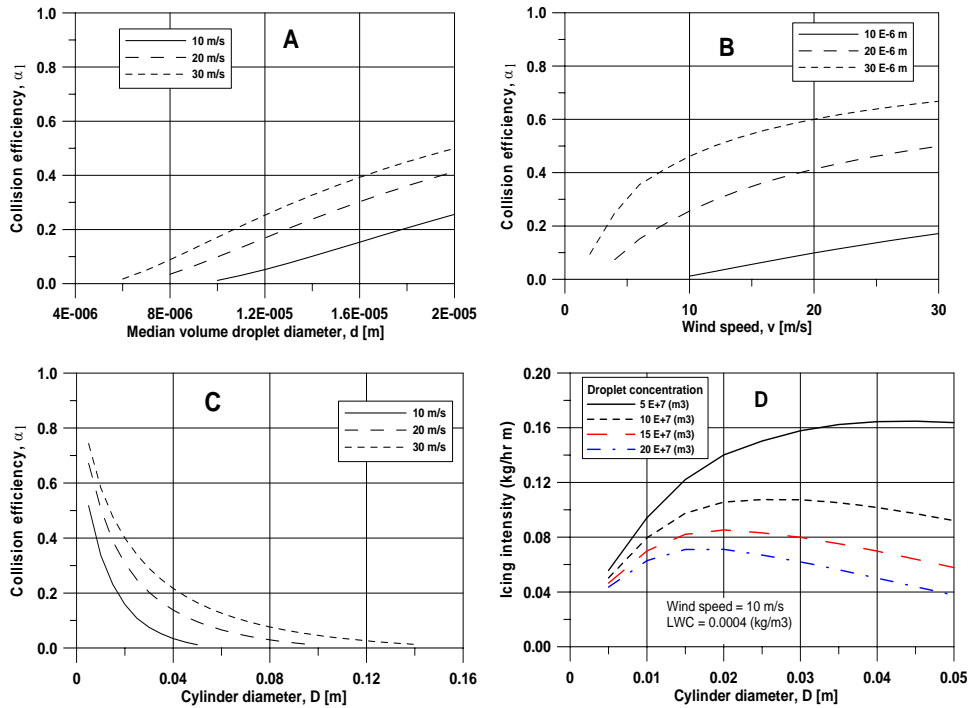 A
10 m/s
20 m/s
30 m/s
Collision efficiency, α1
1.0
0.8
0.6
0.4
0.2
0.0
4E-006 8E-006 1.2E-005 1.6E-005 2E-005
Median volume droplet diameter, d [m]
B
10 E-6 m
20 E-6 m
30 E-6 m
Collision efficiency, α1
1.0
0.8
0.6
0.4
0.2
0.0
0 10 20 30
Wind speed, v [m/s]
C
10 m/s
20 m/s
30 m/s
Collision efficiency, α1
1.0
0.8
0.6
0.4
0.2
0.0
0 0.04 0.08 0.12 0.16
Cylinder diameter, D [m]
D
Droplet concentration
5 E+7 (m3)
10 E+7 (m3)
15 E+7 (m3)
20 E+7 (m3)
Icing intensity (kg/hr m)
0.20
0.16
0.12
0.08
0.04
0.00
Wind speed = 10 m/s
LWC = 0.0004 (kg/m3)
0 0.01 0.02 0.03 0.04 0.05
Cylinder diameter, D [m]